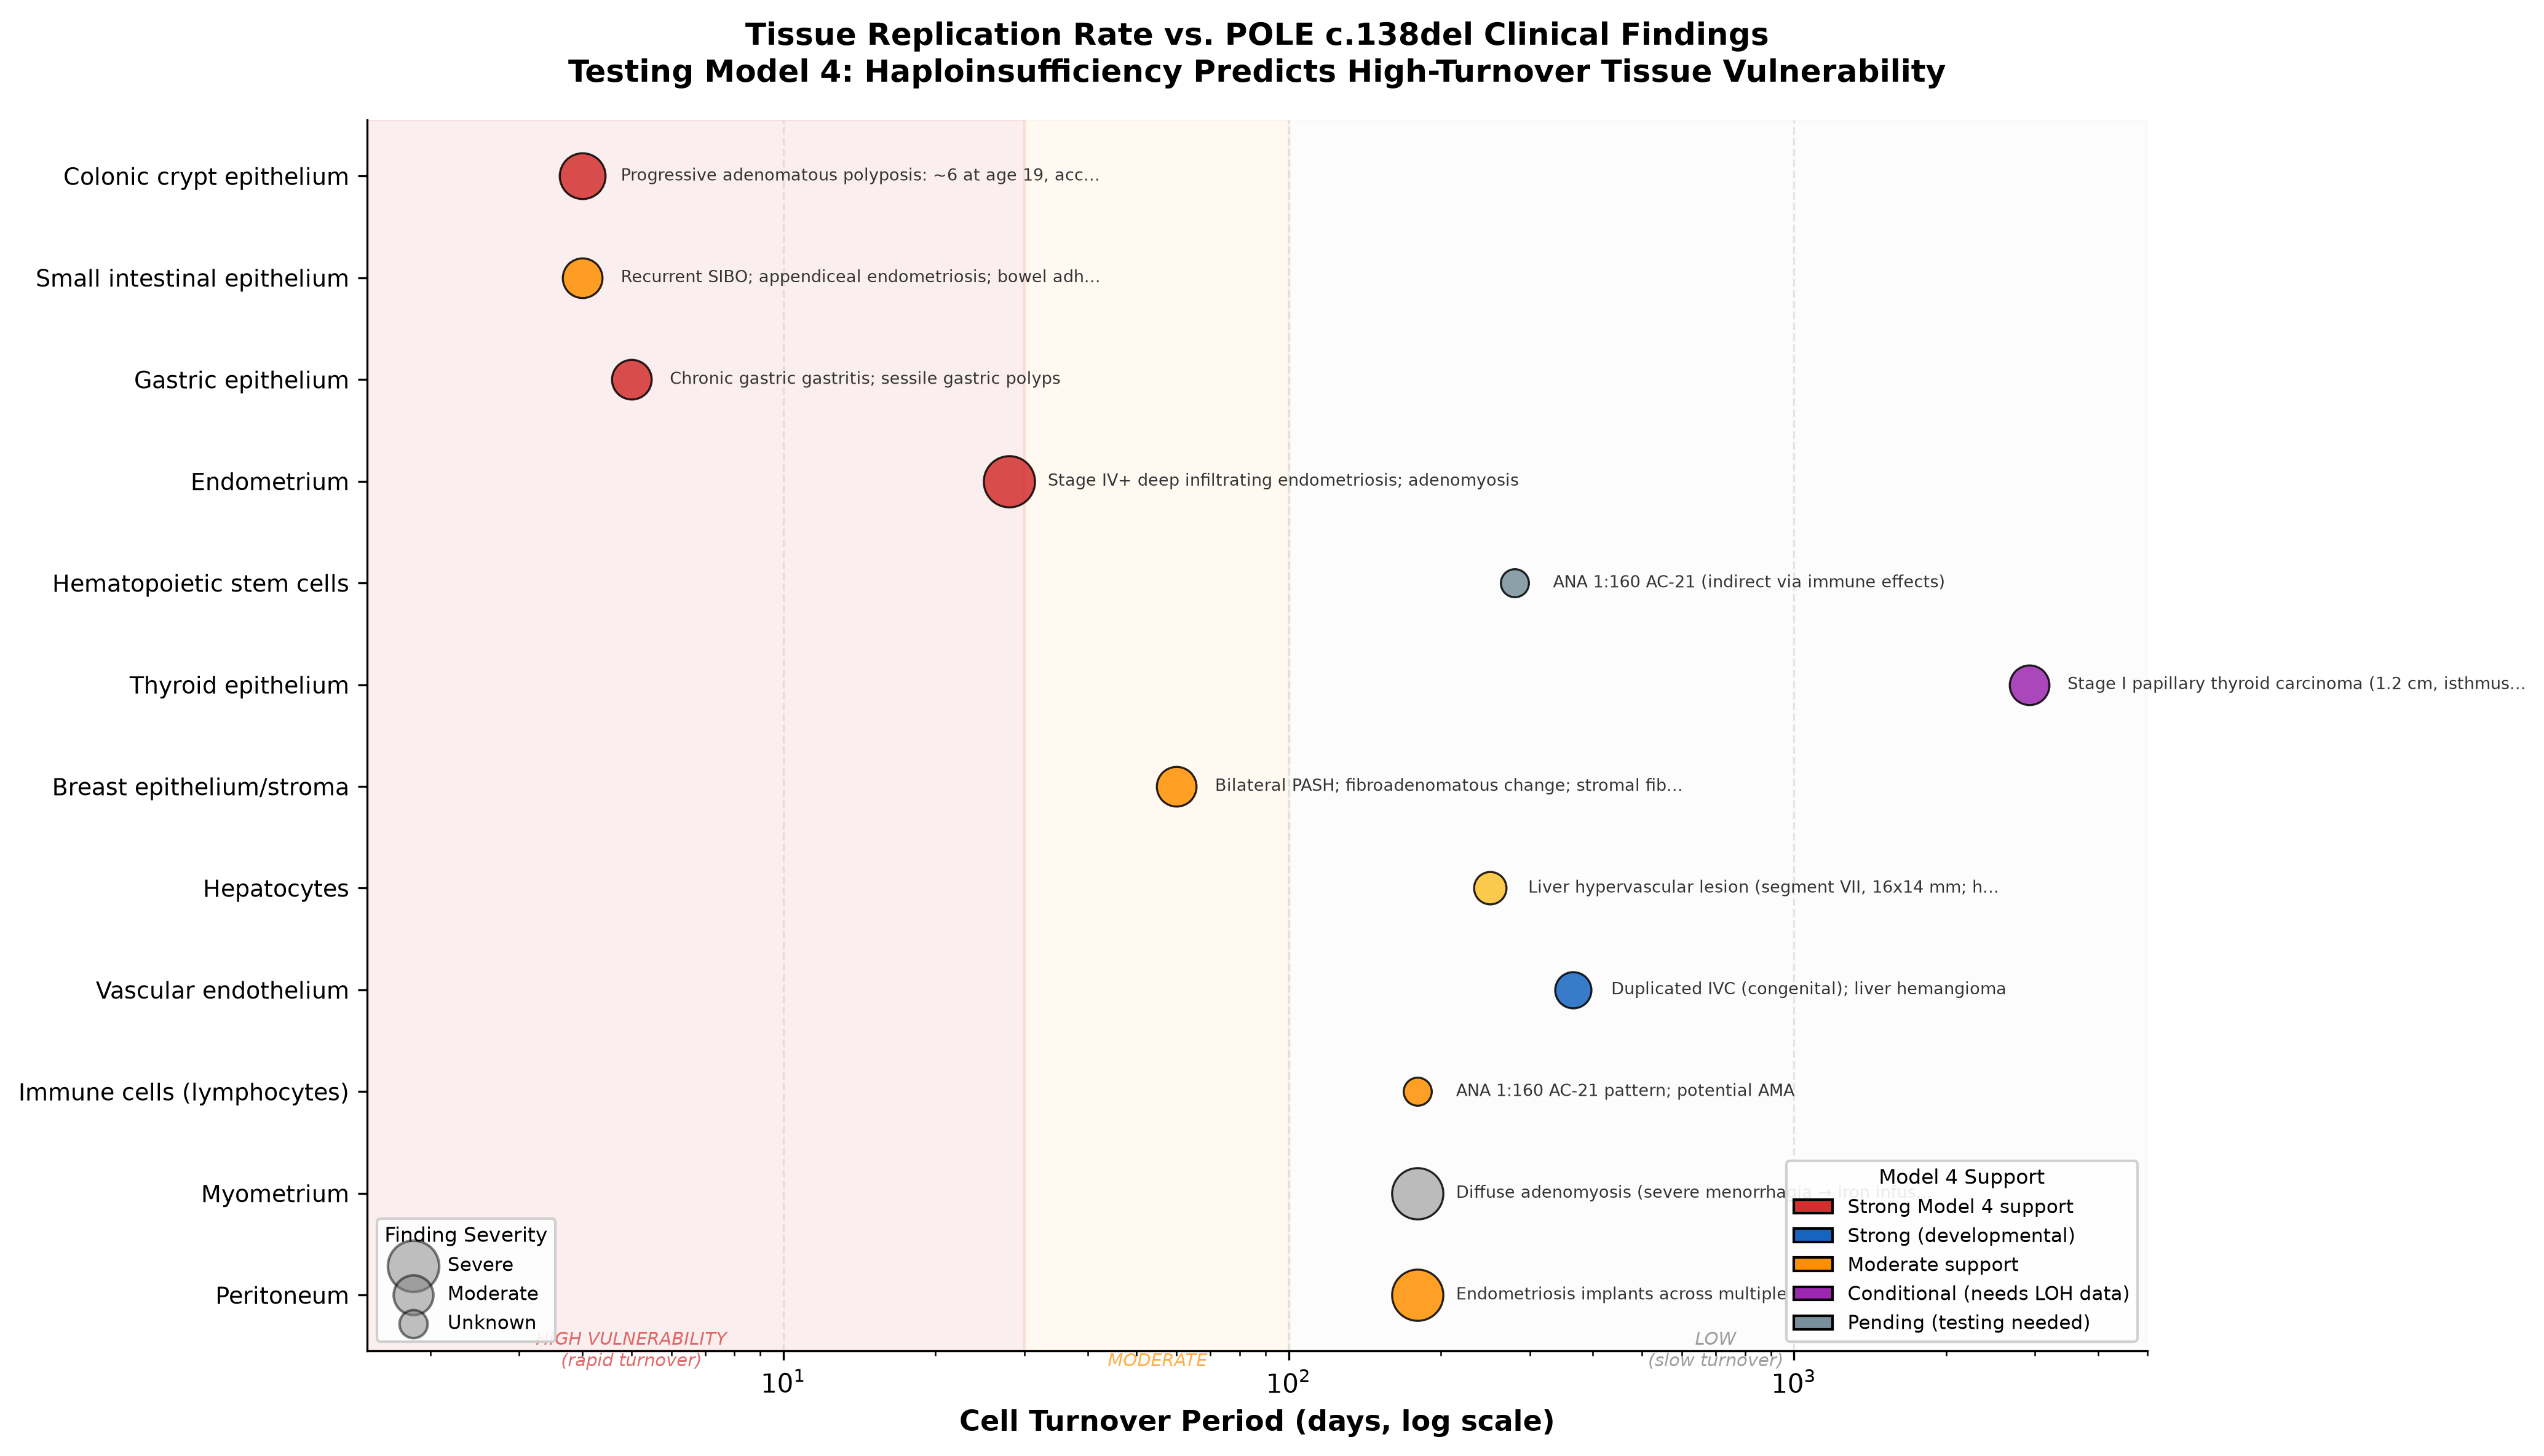 Tissue Replication Rate vs. POLE c.138del Clinical Findings
Testing Model 4: Haploinsufficiency Predicts High-Turnover Tissue Vulnerability
Colonic crypt epithelium
Progressive adenomatous polyposis: ~6 at age 19, acc...
Small intestinal epithelium
Recurrent SIBO; appendiceal endometriosis; bowel adh...
Gastric epithelium
Chronic gastric gastritis; sessile gastric polyps
Endometrium
Stage IV+ deep infiltrating endometriosis; adenomyosis
Hematopoietic stem cells
ANA 1:160 AC-21 (indirect via immune effects)
Thyroid epithelium
Stage I papillary thyroid carcinoma (1.2 cm, isthmus...
Breast epithelium/stroma
Bilateral PASH; fibroadenomatous change; stromal fib...
Hepatocytes
Liver hypervascular lesion (segment VII, 16x14 mm; h...
Vascular endothelium
Duplicated IVC (congenital); liver hemangioma
Immune cells (lymphocytes)
ANA 1:160 AC-21 pattern; potential AMA
Myometrium
Diffuse adenomyosis (severe menorrhagia → iron infus
Peritoneum
Endometriosis implants across multiple
Finding Severity
Severe
Moderate
Unknown
Model 4 Support
Strong Model 4 support
Strong (developmental)
Moderate support
Conditional (needs LOH data)
Pending (testing needed)
HIGH VULNERABILITY
(rapid turnover)
MODERATE
LOW
(slow turnover)
10¹
10²
10³
Cell Turnover Period (days, log scale)